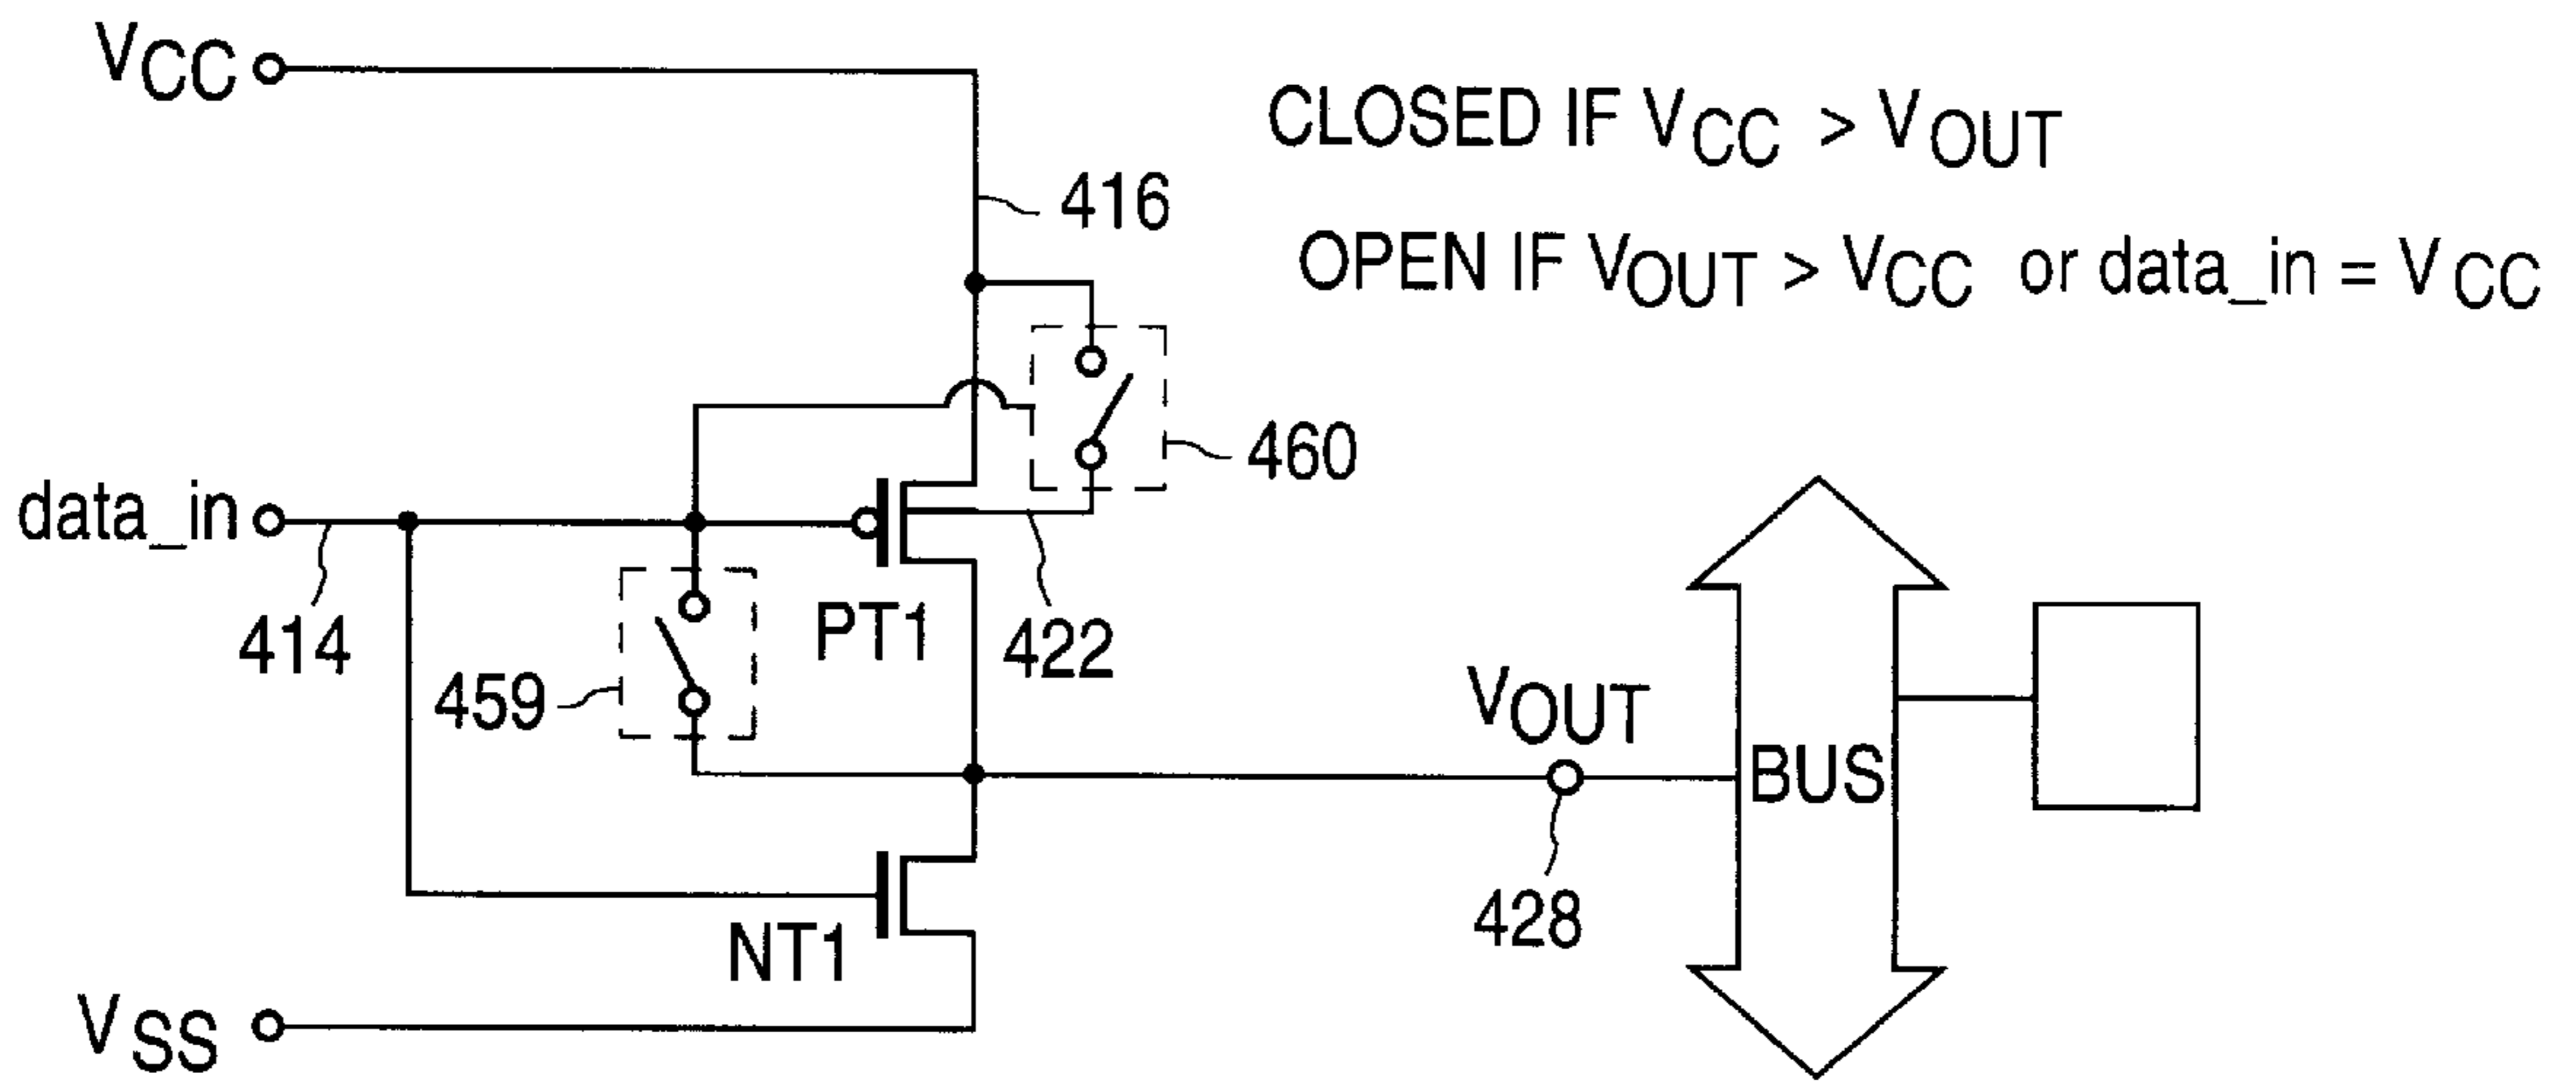 VCC
CLOSED IF VCC > VOUT
416
OPEN IF VOUT > VCC or data_in = VCC
460
data_in
414
PT1
422
459
VOUT
BUS
428
NT1
VSS